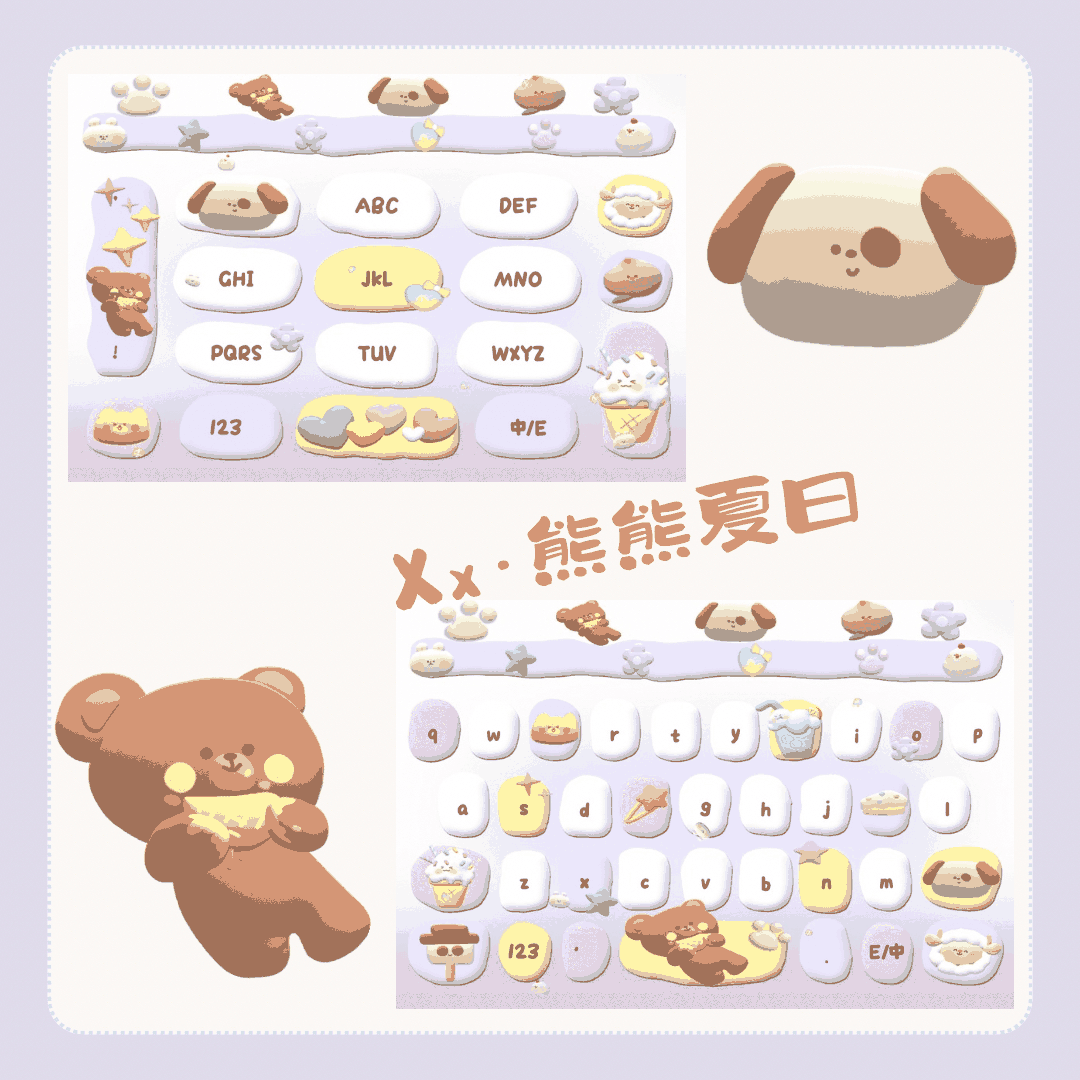 ABC DEF
GHI JKL MNO
! PQRS TUV WXYZ
123 中/E
Xx·熊熊夏日
q w r t y i o p
a s d g h j l
z x c v b n m
123 . E/中